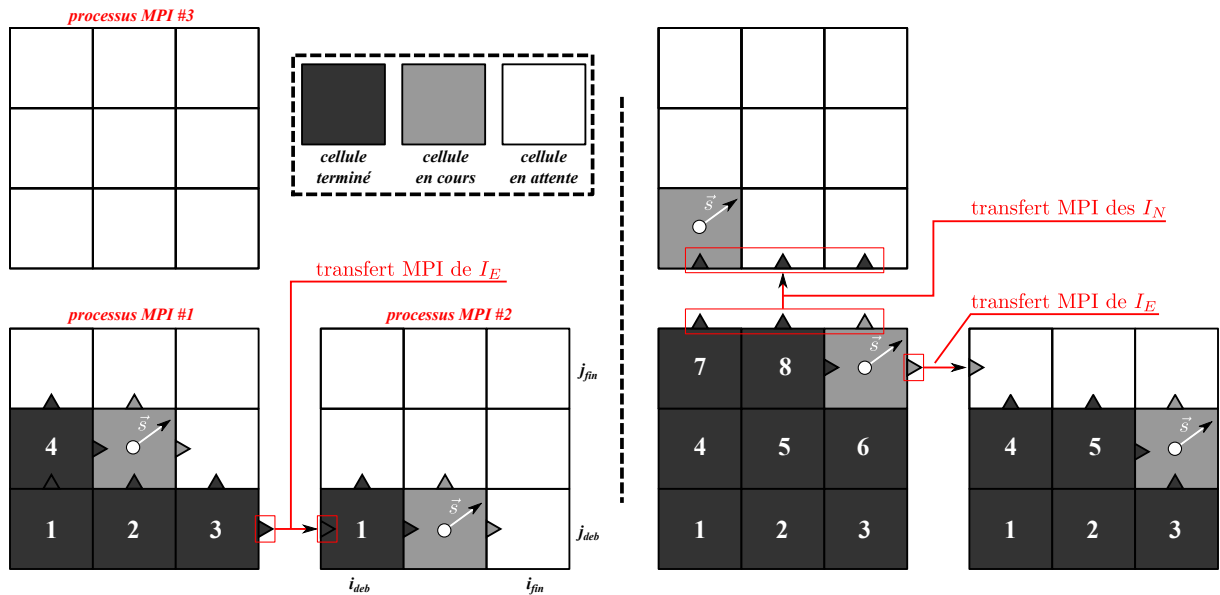 processus MPI #3
cellule
terminé
cellule
en cours
cellule
en attente
transfert MPI de I_E
processus MPI #1
processus MPI #2
s
4
1
2
3
s
1
s
j_fin
j_deb
i_deb
i_fin
s
transfert MPI des I_N
transfert MPI de I_E
7
8
s
4
5
6
1
2
3
4
5
s
1
2
3